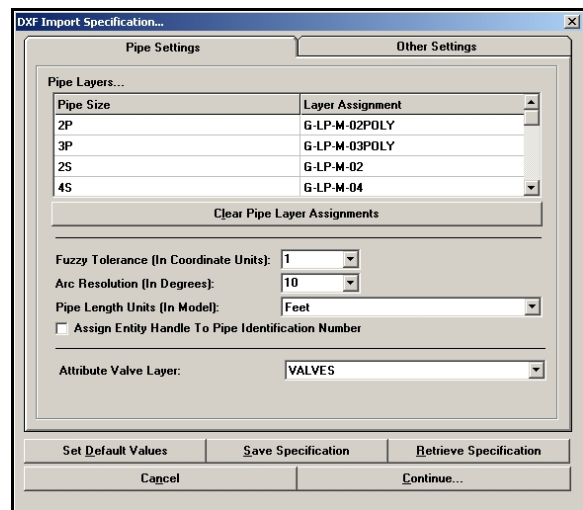 DXF Import Specification...
Pipe Settings
Other Settings
Pipe Layers...
Pipe Size Layer Assignment
2P G-LP-M-02POLY
3P G-LP-M-03POLY
2S G-LP-M-02
4S G-LP-M-04
Clear Pipe Layer Assignments
Fuzzy Tolerance (In Coordinate Units): 1
Arc Resolution (In Degrees): 10
Pipe Length Units (In Model): Feet
Assign Entity Handle To Pipe Identification Number
Attribute Valve Layer: VALVES
Set Default Values Save Specification Retrieve Specification
Cancel Continue...